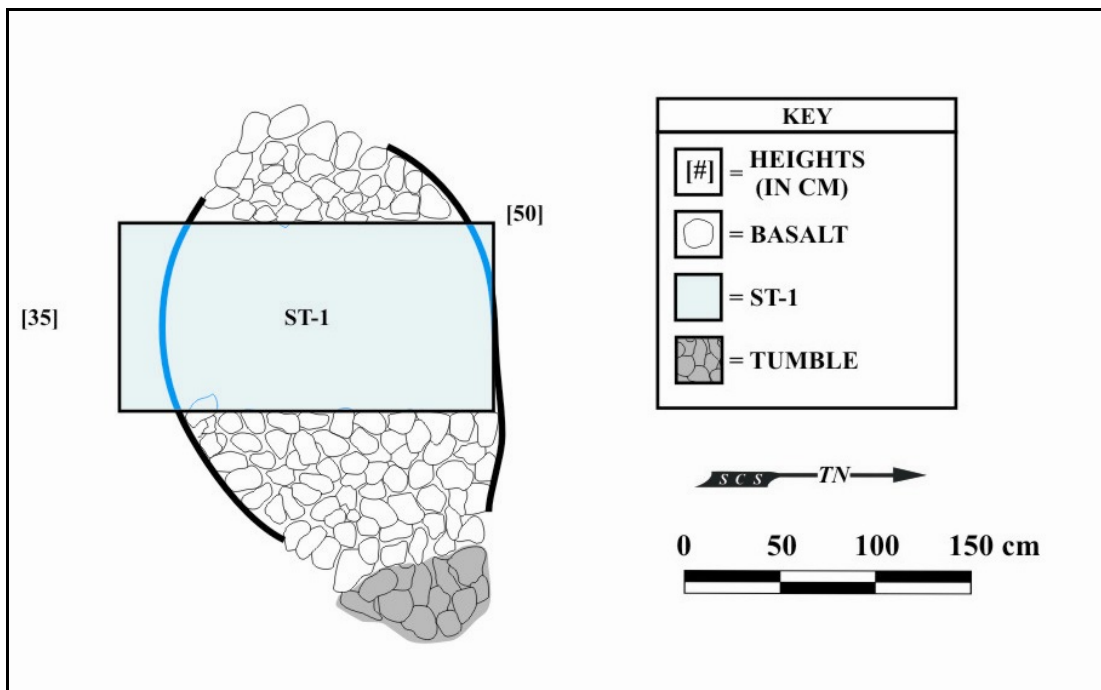 KEY
[#] = HEIGHTS
(IN CM)
= BASALT
= ST-1
= TUMBLE
[50]
[35]
ST-1
S C S
TN
0 50 100 150 cm